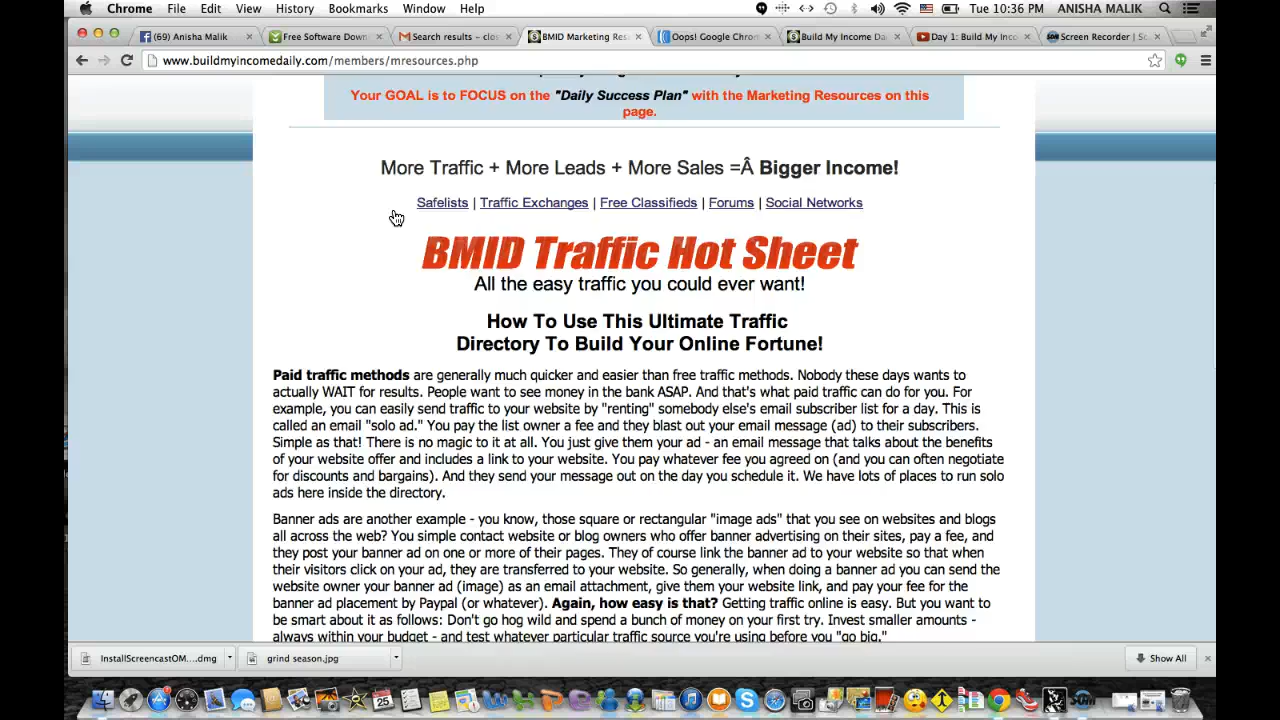 Chrome File Edit View History Bookmarks Window Help Tue 10:36 PM ANISHA MALIK
(69) Anisha Malik Free Software Down Search results – clos BMID Marketing Res Oops! Google Chrom Build My Income Da Day 1: Build My Inco Screen Recorder | Sc
www.buildmyincomedaily.com/members/mresources.php
Your GOAL is to FOCUS on the "Daily Success Plan" with the Marketing Resources on this
page.
More Traffic + More Leads + More Sales =Â Bigger Income!
Safelists | Traffic Exchanges | Free Classifieds | Forums | Social Networks
BMID Traffic Hot Sheet
All the easy traffic you could ever want!
How To Use This Ultimate Traffic
Directory To Build Your Online Fortune!
Paid traffic methods are generally much quicker and easier than free traffic methods. Nobody these days wants to
actually WAIT for results. People want to see money in the bank ASAP. And that's what paid traffic can do for you. For
example, you can easily send traffic to your website by "renting" somebody else's email subscriber list for a day. This is
called an email "solo ad." You pay the list owner a fee and they blast out your email message (ad) to their subscribers.
Simple as that! There is no magic to it at all. You just give them your ad - an email message that talks about the benefits
of your website offer and includes a link to your website. You pay whatever fee you agreed on (and you can often negotiate
for discounts and bargains). And they send your message out on the day you schedule it. We have lots of places to run solo
ads here inside the directory.
Banner ads are another example - you know, those square or rectangular "image ads" that you see on websites and blogs
all across the web? You simple contact website or blog owners who offer banner advertising on their sites, pay a fee, and
they post your banner ad on one or more of their pages. They of course link the banner ad to your website so that when
their visitors click on your ad, they are transferred to your website. So generally, when doing a banner ad you can send the
website owner your banner ad (image) as an email attachment, give them your website link, and pay your fee for the
banner ad placement by Paypal (or whatever). Again, how easy is that? Getting traffic online is easy. But you want to
be smart about it as follows: Don't go hog wild and spend a bunch of money on your first try. Invest smaller amounts -
always within your budget - and test whatever particular traffic source you're using before you "go big."
InstallScreencastOM....dmg grind season.jpg Show All